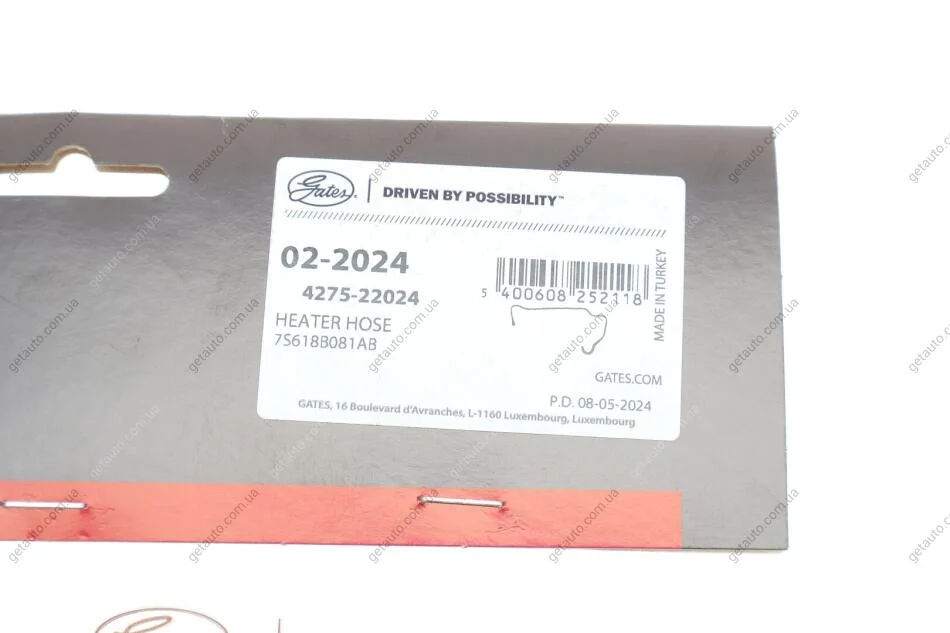 Gates® | DRIVEN BY POSSIBILITY™
02-2024
4275-22024
HEATER HOSE
7S618B081AB
5 400608 252118
MADE IN TURKEY
GATES.COM
P.D. 08-05-2024
GATES, 16 Boulevard d'Avranches, L-1160 Luxembourg, Luxembourg
getauto.com.ua